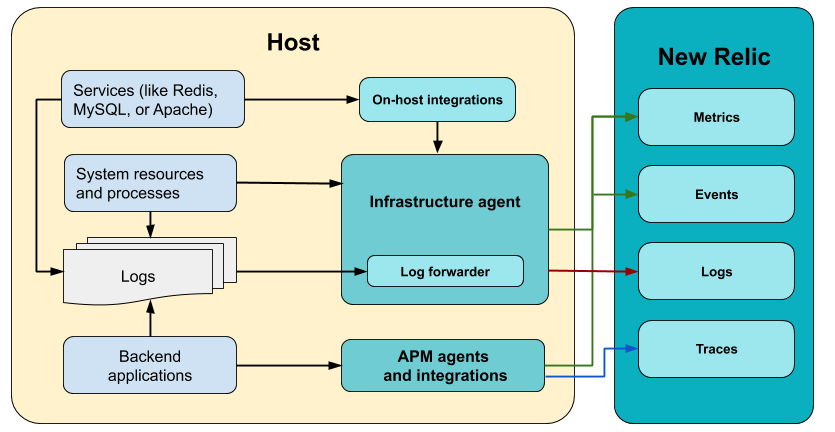 Host
Services (like Redis,
MySQL, or Apache)
On-host integrations
System resources
and processes
Infrastructure agent
Logs
Log forwarder
Backend
applications
APM agents
and integrations
New Relic
Metrics
Events
Logs
Traces